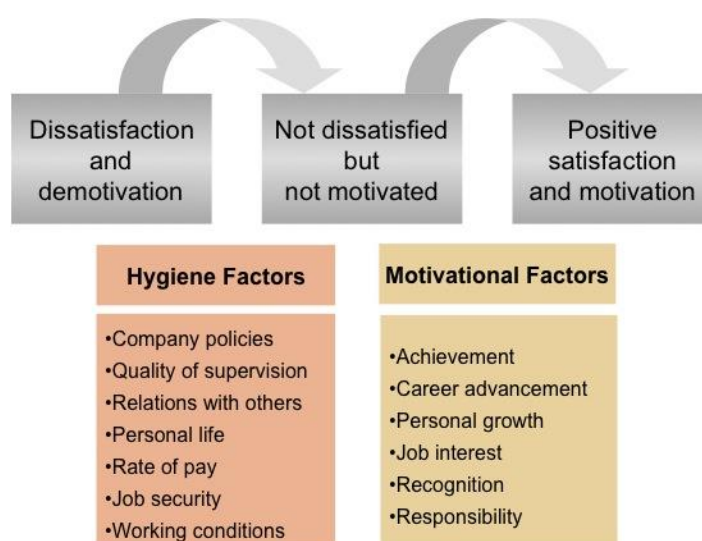 Dissatisfaction
and
demotivation
Not dissatisfied
but
not motivated
Positive
satisfaction
and motivation
Hygiene Factors
•Company policies
•Quality of supervision
•Relations with others
•Personal life
•Rate of pay
•Job security
•Working conditions
Motivational Factors
•Achievement
•Career advancement
•Personal growth
•Job interest
•Recognition
•Responsibility